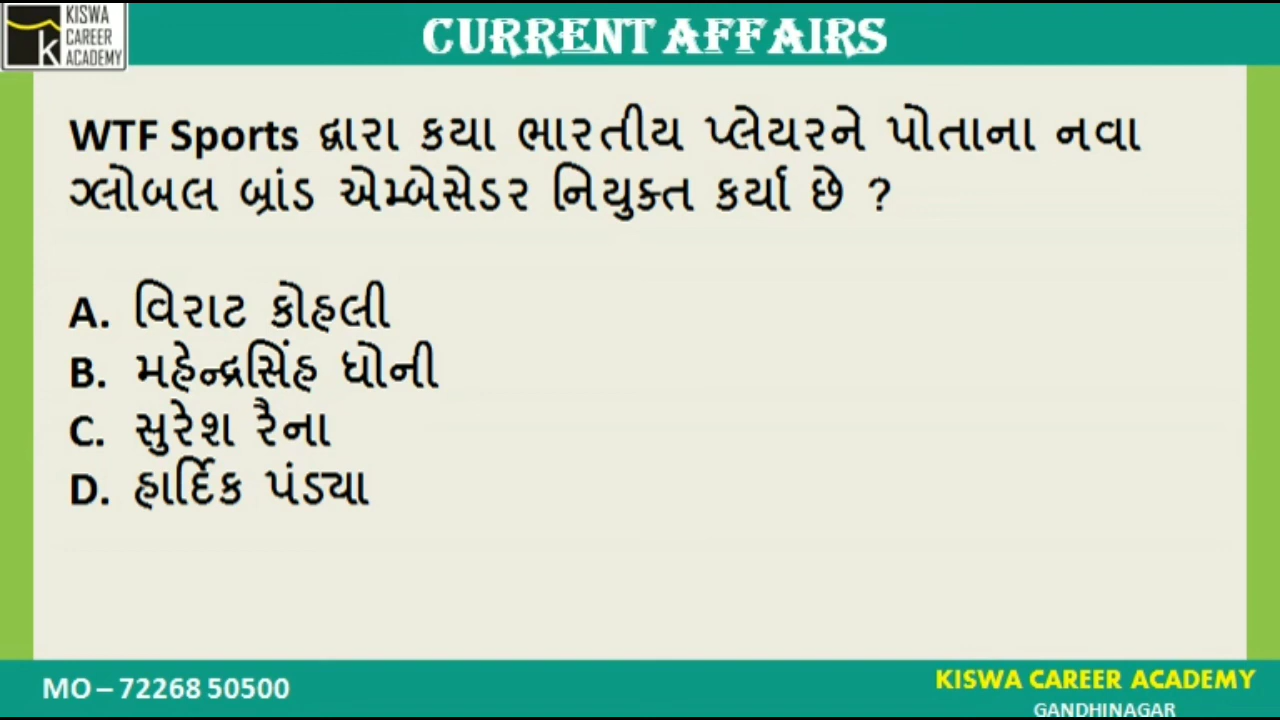 KISWA
CAREER
ACADEMY
CURRENT AFFAIRS
WTF Sports દ્વારા કયા ભારતીય પ્લેયરને પોતાના નવા
ગ્લોબલ બ્રાંડ એમ્બેસેડર નિયુક્ત કર્યા છે ?
A. વિરાટ કોહલી
B. મહેન્દ્રસિંહ ધોની
C. સુરેશ રૈના
D. હાર્દિક પંડ્યા
MO – 72268 50500
KISWA CAREER ACADEMY
GANDHINAGAR